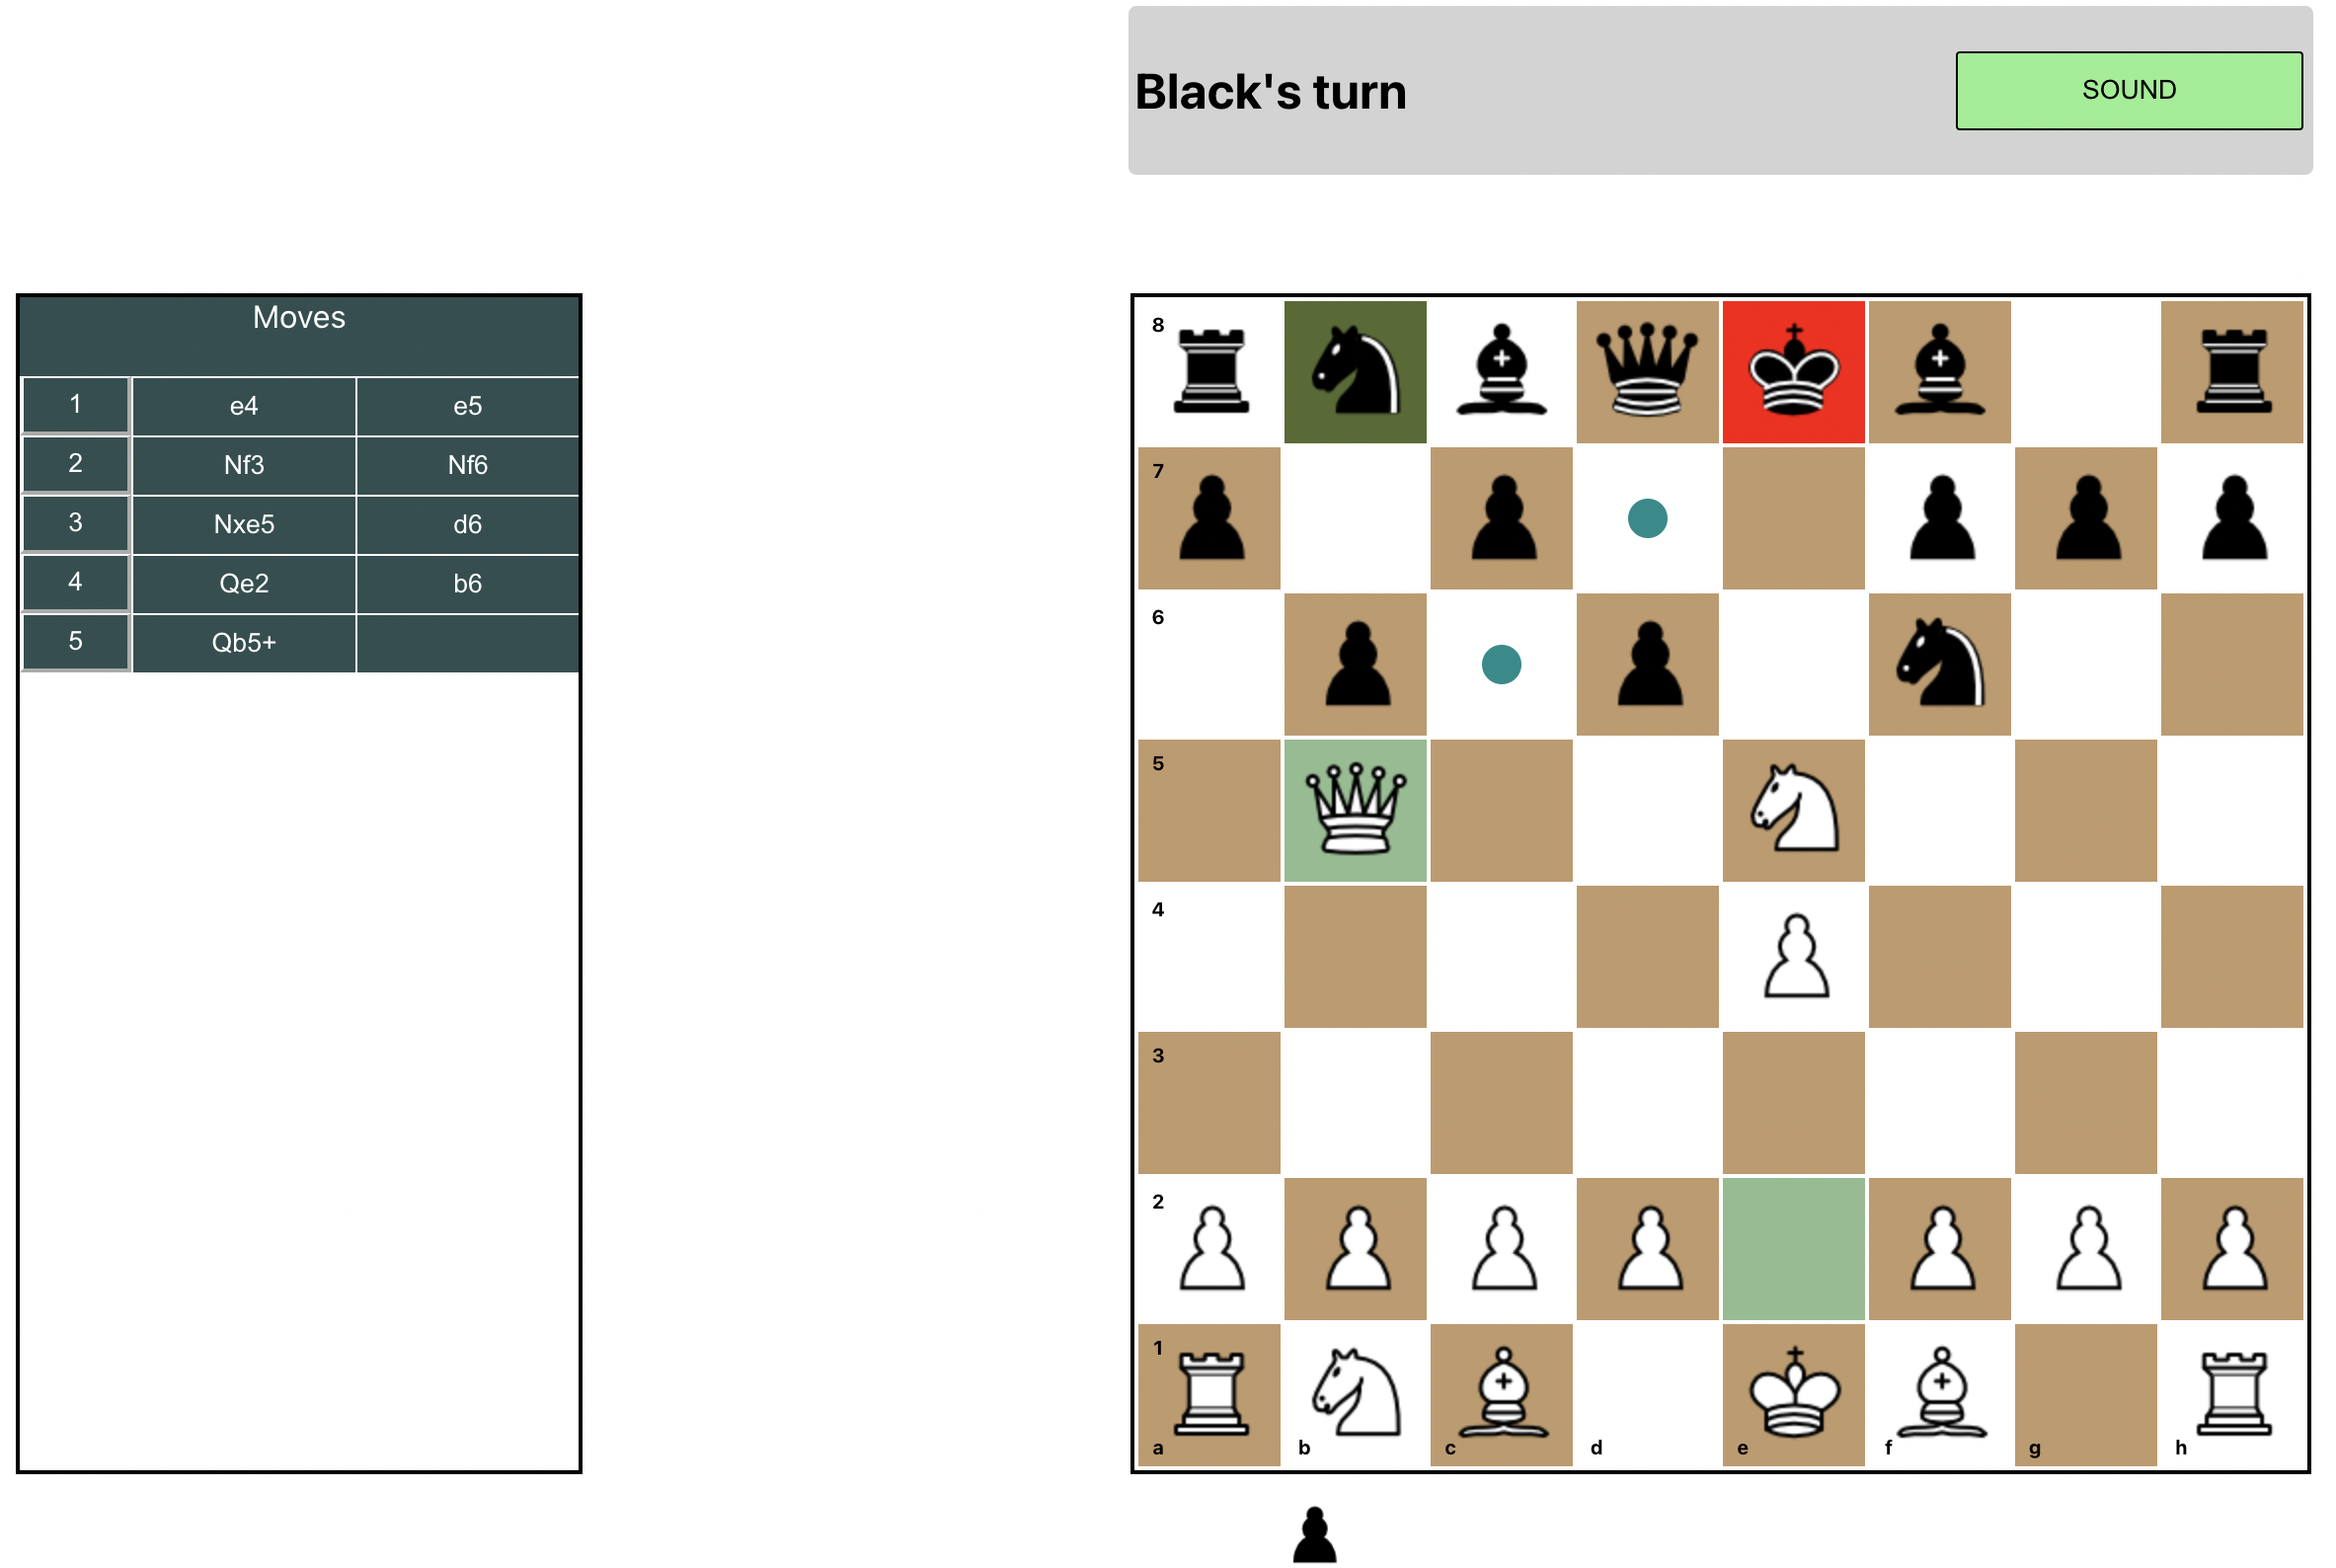 Black's turn
SOUND
Moves
1 e4 e5
2 Nf3 Nf6
3 Nxe5 d6
4 Qe2 b6
5 Qb5+
8
7
6
5
4
3
2
1
a b c d e f g h